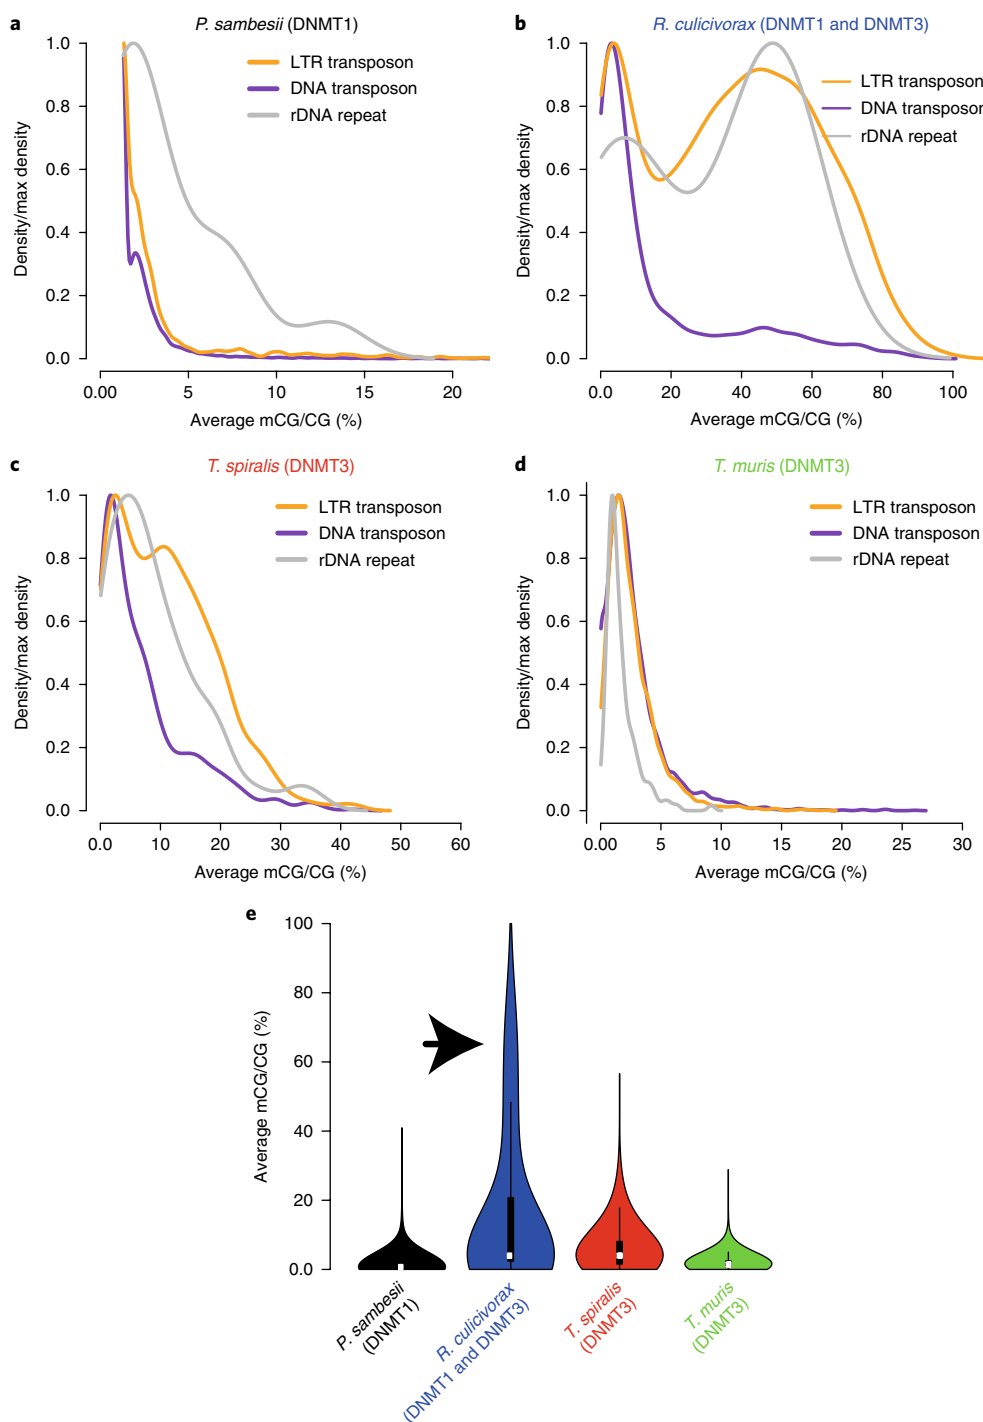 a
P. sambesii (DNMT1)
1.0
0.8
0.6
0.4
0.2
0.0
Density/max density
LTR transposon
DNA transposon
rDNA repeat
0.00
5
10
15
20
Average mCG/CG (%)
b
R. culicivorax (DNMT1 and DNMT3)
1.0
0.8
0.6
0.4
0.2
0.0
Density/max density
LTR transposon
DNA transposon
rDNA repeat
0.0
20
40
60
80
100
Average mCG/CG (%)
c
T. spiralis (DNMT3)
1.0
0.8
0.6
0.4
0.2
0.0
Density/max density
LTR transposon
DNA transposon
rDNA repeat
0.0
10
20
30
40
50
60
Average mCG/CG (%)
d
T. muris (DNMT3)
1.0
0.8
0.6
0.4
0.2
0.0
Density/max density
LTR transposon
DNA transposon
rDNA repeat
0.00
5
10
15
20
25
30
Average mCG/CG (%)
e
100
80
60
40
20
0.0
Average mCG/CG (%)
P. sambesii
(DNMT1)
R. culicivorax
(DNMT1 and DNMT3)
T. spiralis
(DNMT3)
T. muris
(DNMT3)